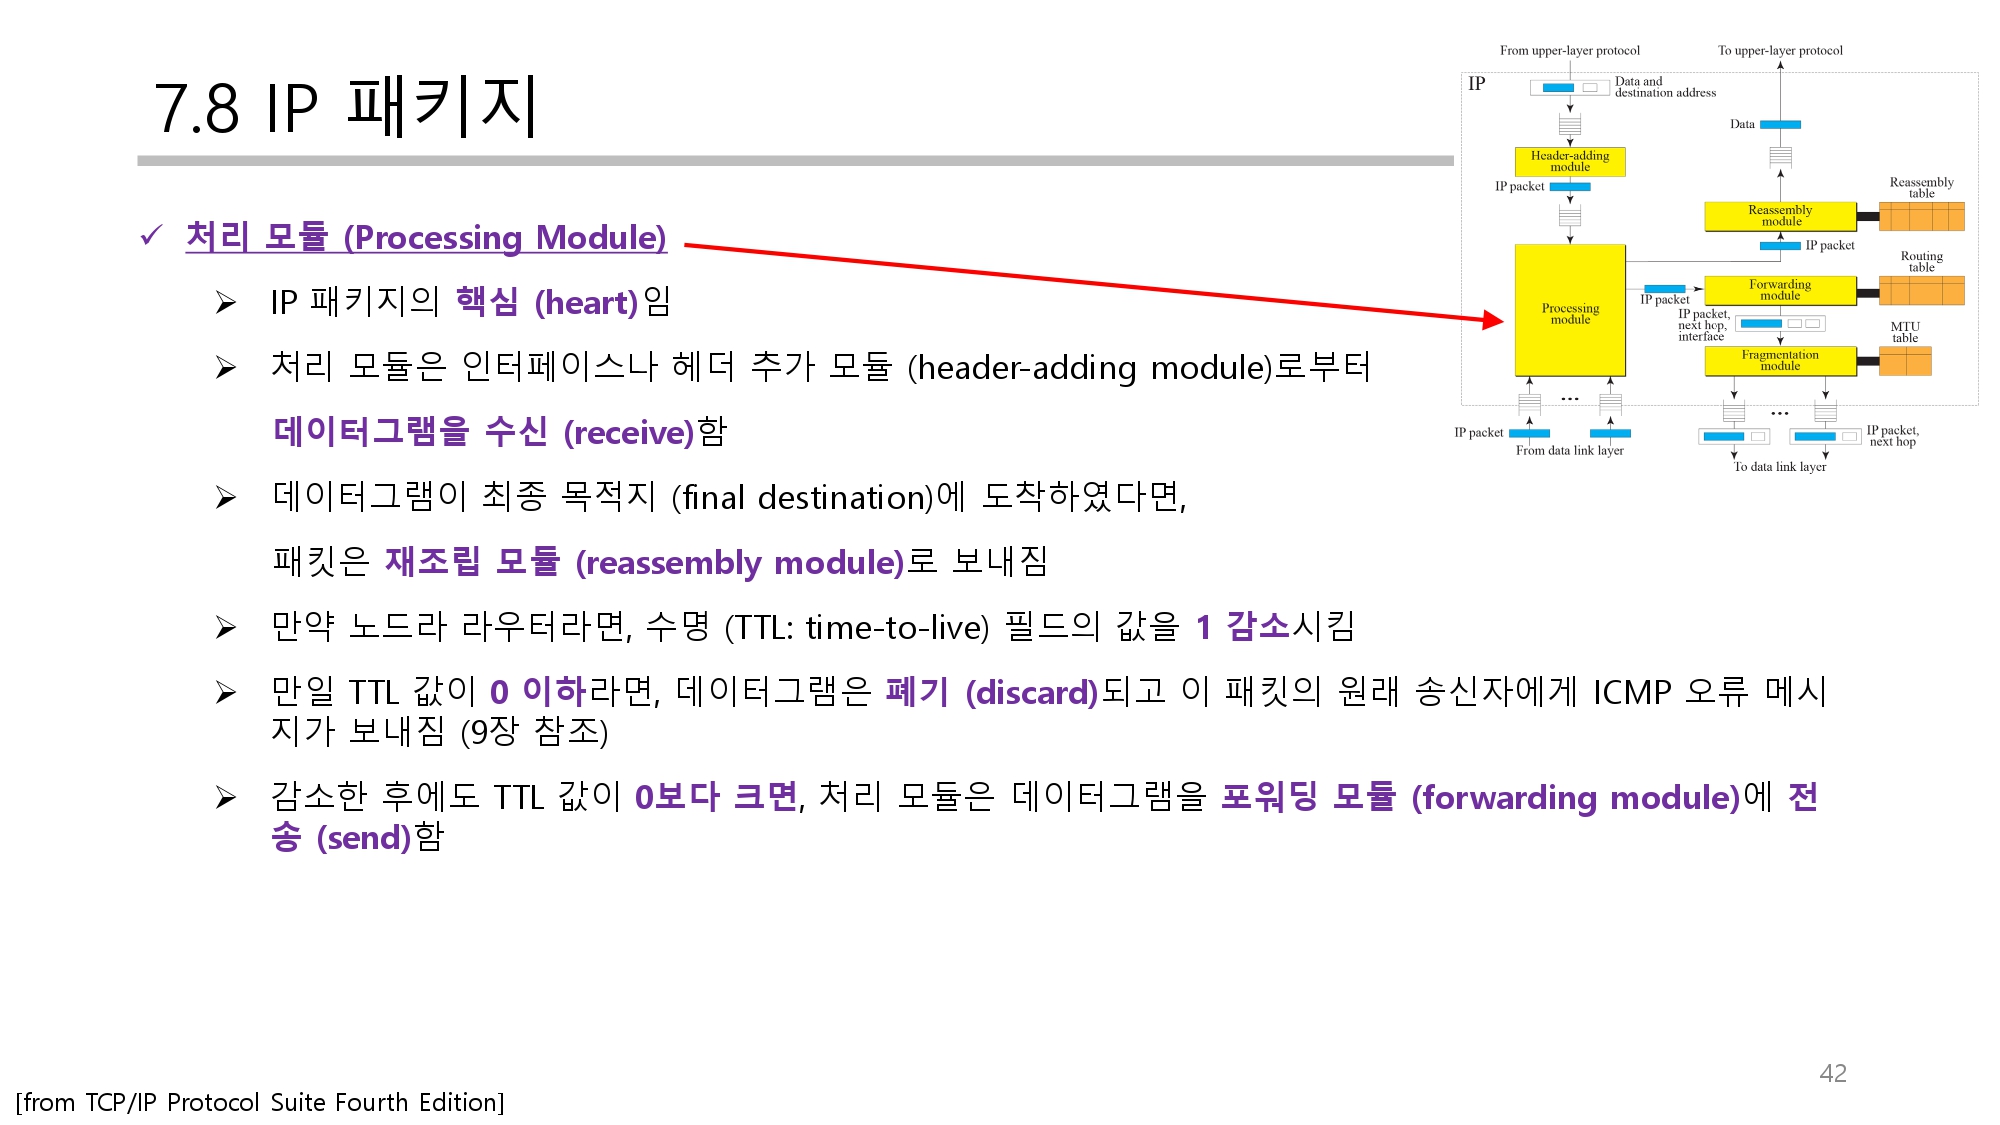 7.8 IP 패키지
✓ 처리 모듈 (Processing Module)
➢ IP 패키지의 핵심 (heart)임
➢ 처리 모듈은 인터페이스나 헤더 추가 모듈 (header-adding module)로부터
데이터그램을 수신 (receive)함
➢ 데이터그램이 최종 목적지 (final destination)에 도착하였다면,
패킷은 재조립 모듈 (reassembly module)로 보내짐
➢ 만약 노드라 라우터라면, 수명 (TTL: time-to-live) 필드의 값을 1 감소시킴
➢ 만일 TTL 값이 0 이하라면, 데이터그램은 폐기 (discard)되고 이 패킷의 원래 송신자에게 ICMP 오류 메시
지가 보내짐 (9장 참조)
➢ 감소한 후에도 TTL 값이 0보다 크면, 처리 모듈은 데이터그램을 포워딩 모듈 (forwarding module)에 전
송 (send)함
From upper-layer protocol
To upper-layer protocol
IP
Data and
destination address
Data
Header-adding
module
IP packet
Reassembly
table
Reassembly
module
IP packet
Routing
table
Processing
module
IP packet
Forwarding
module
IP packet,
next hop,
interface
MTU
table
Fragmentation
module
...
...
IP packet
From data link layer
IP packet,
next hop
To data link layer
42
[from TCP/IP Protocol Suite Fourth Edition]